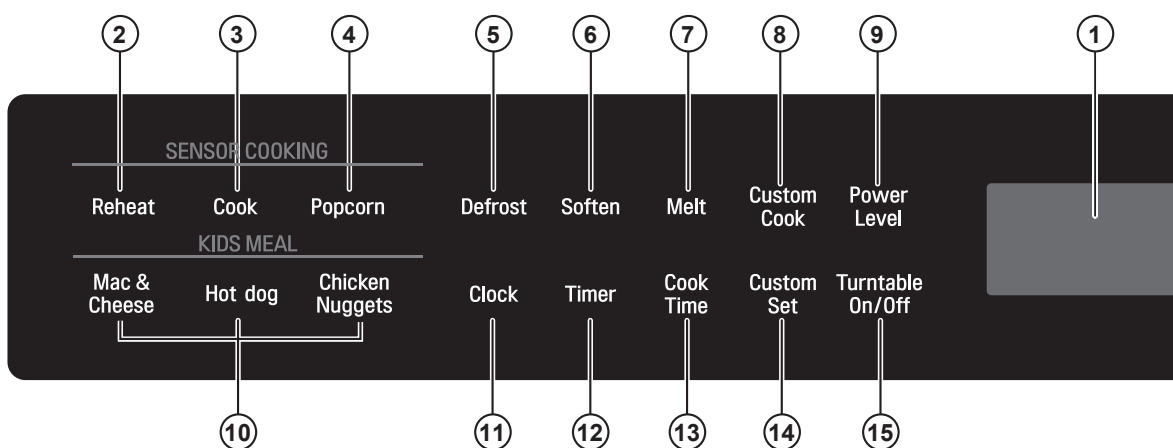 2 3 4 5 6 7 8 9 1
SENSOR COOKING
Reheat Cook Popcorn Defrost Soften Melt Custom Cook Power Level
KIDS MEAL
Mac & Cheese Hot dog Chicken Nuggets Clock Timer Cook Time Custom Set Turntable On/Off
10 11 12 13 14 15